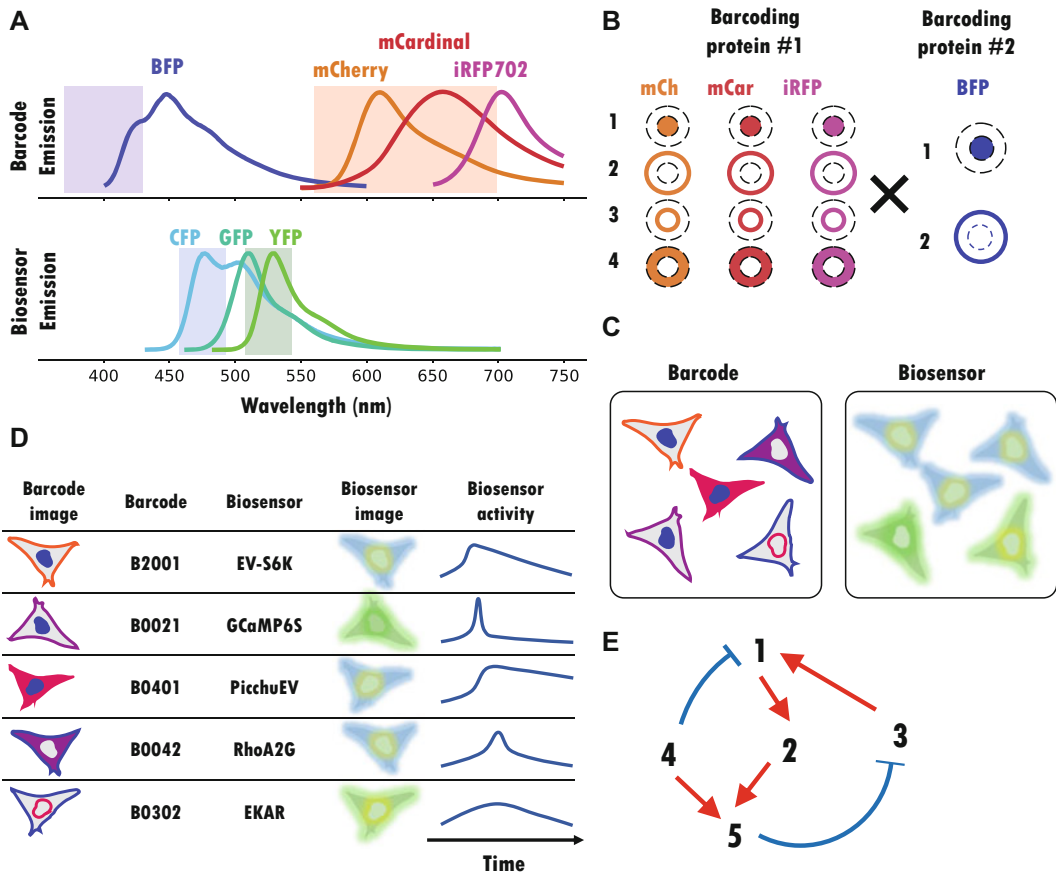 A
Barcode
Emission
BFP
mCardinal
mCherry
iRFP702
Biosensor
Emission
CFP
GFP
YFP
400
450
500
550
600
650
700
750
Wavelength (nm)
B
Barcoding
protein #1
Barcoding
protein #2
mCh
mCar
iRFP
BFP
1
2
3
4
1
2
C
Barcode
Biosensor
D
Barcode
image
Barcode
Biosensor
Biosensor
image
Biosensor
activity
B2001
EV-S6K
B0021
GCaMP6S
B0401
PicchuEV
B0042
RhoA2G
B0302
EKAR
Time
E
1
2
3
4
5